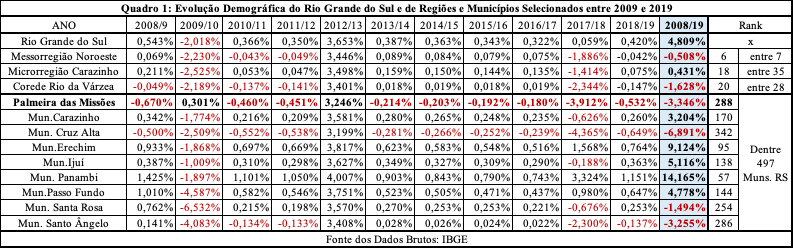 Quadro 1: Evolução Demográfica do Rio Grande do Sul e de Regiões e Municípios Selecionados entre 2009 e 2019
ANO 2008/9 2009/10 2010/11 2011/12 2012/13 2013/14 2014/15 2015/16 2016/17 2017/18 2018/19 2008/19 Rank
Rio Grande do Sul 0,543% -2,018% 0,366% 0,350% 3,653% 0,387% 0,363% 0,343% 0,322% 0,059% 0,420% 4,809% x
Messorregião Noroeste 0,069% -2,230% -0,043% -0,049% 3,446% 0,089% 0,084% 0,079% 0,075% -1,886% -0,042% -0,508% 6 entre 7
Microrregião Carazinho 0,211% -2,525% 0,053% 0,047% 3,498% 0,159% 0,150% 0,144% 0,135% -1,414% 0,075% 0,431% 18 entre 35
Corede Rio da Várzea -0,049% -2,189% -0,137% -0,141% 3,401% 0,018% 0,019% 0,019% 0,018% -2,344% -0,147% -1,628% 20 entre 28
Palmeira das Missões -0,670% 0,301% -0,460% -0,451% 3,246% -0,214% -0,203% -0,192% -0,180% -3,912% -0,532% -3,346% 288
Mun.Carazinho 0,342% -1,774% 0,216% 0,209% 3,581% 0,280% 0,265% 0,248% 0,235% -0,626% 0,260% 3,204% 170
Mun. Cruz Alta -0,500% -2,509% -0,552% -0,538% 3,199% -0,281% -0,266% -0,252% -0,239% -4,365% -0,649% -6,891% 342
Mun.Erechim 0,933% -1,868% 0,697% 0,669% 3,817% 0,623% 0,583% 0,548% 0,516% 1,568% 0,764% 9,124% 95 Dentre
Mun.Ijuí 0,387% -1,009% 0,310% 0,298% 3,627% 0,349% 0,327% 0,309% 0,290% -0,188% 0,363% 5,116% 138 497
Mun. Panambi 1,425% -1,897% 1,101% 1,050% 4,007% 0,903% 0,843% 0,790% 0,743% 3,324% 1,151% 14,165% 57 Muns. RS
Mun.Passo Fundo 1,010% -4,587% 0,582% 0,546% 3,751% 0,523% 0,505% 0,471% 0,437% 0,980% 0,647% 4,778% 144
Mun. Santa Rosa 0,762% -6,532% 0,215% 0,198% 3,570% 0,270% 0,253% 0,253% 0,221% -0,676% 0,253% -1,494% 254
Mun. Santo Ângelo 0,141% -4,083% -0,134% -0,133% 3,408% 0,028% 0,026% 0,024% 0,022% -2,300% -0,137% -3,255% 286
Fonte dos Dados Brutos: IBGE